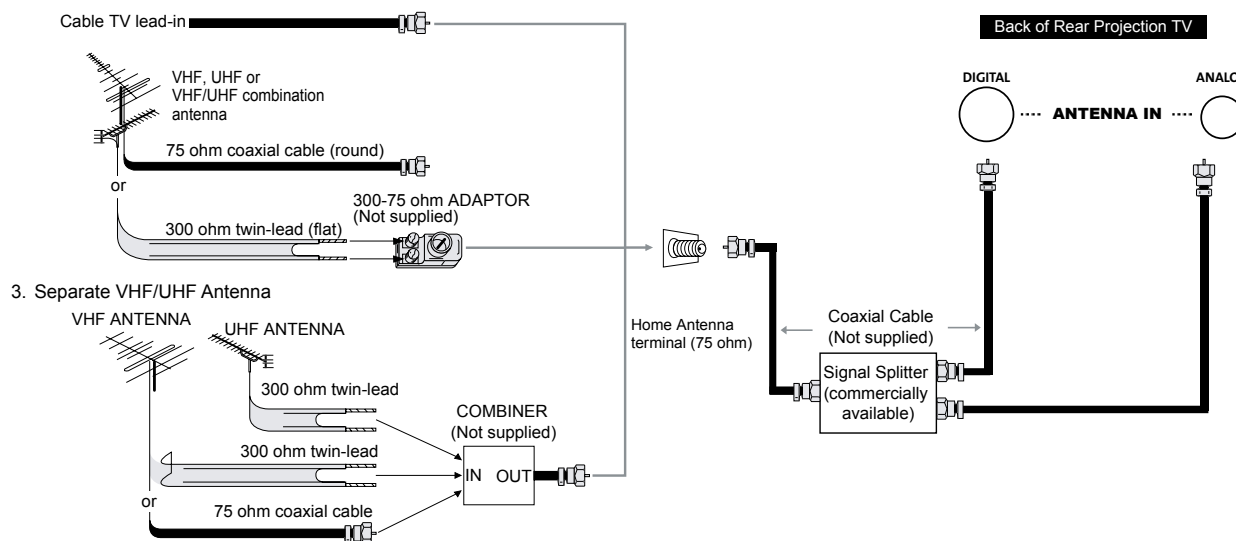 Cable TV lead-in
VHF, UHF or
VHF/UHF combination
antenna
75 ohm coaxial cable (round)
or
300-75 ohm ADAPTOR
(Not supplied)
300 ohm twin-lead (flat)
3. Separate VHF/UHF Antenna
VHF ANTENNA
UHF ANTENNA
300 ohm twin-lead
300 ohm twin-lead
or
75 ohm coaxial cable
COMBINER
(Not supplied)
IN OUT
Home Antenna
terminal (75 ohm)
Back of Rear Projection TV
DIGITAL
ANALO
ANTENNA IN
Coaxial Cable
(Not supplied)
Signal Splitter
(commercially
available)